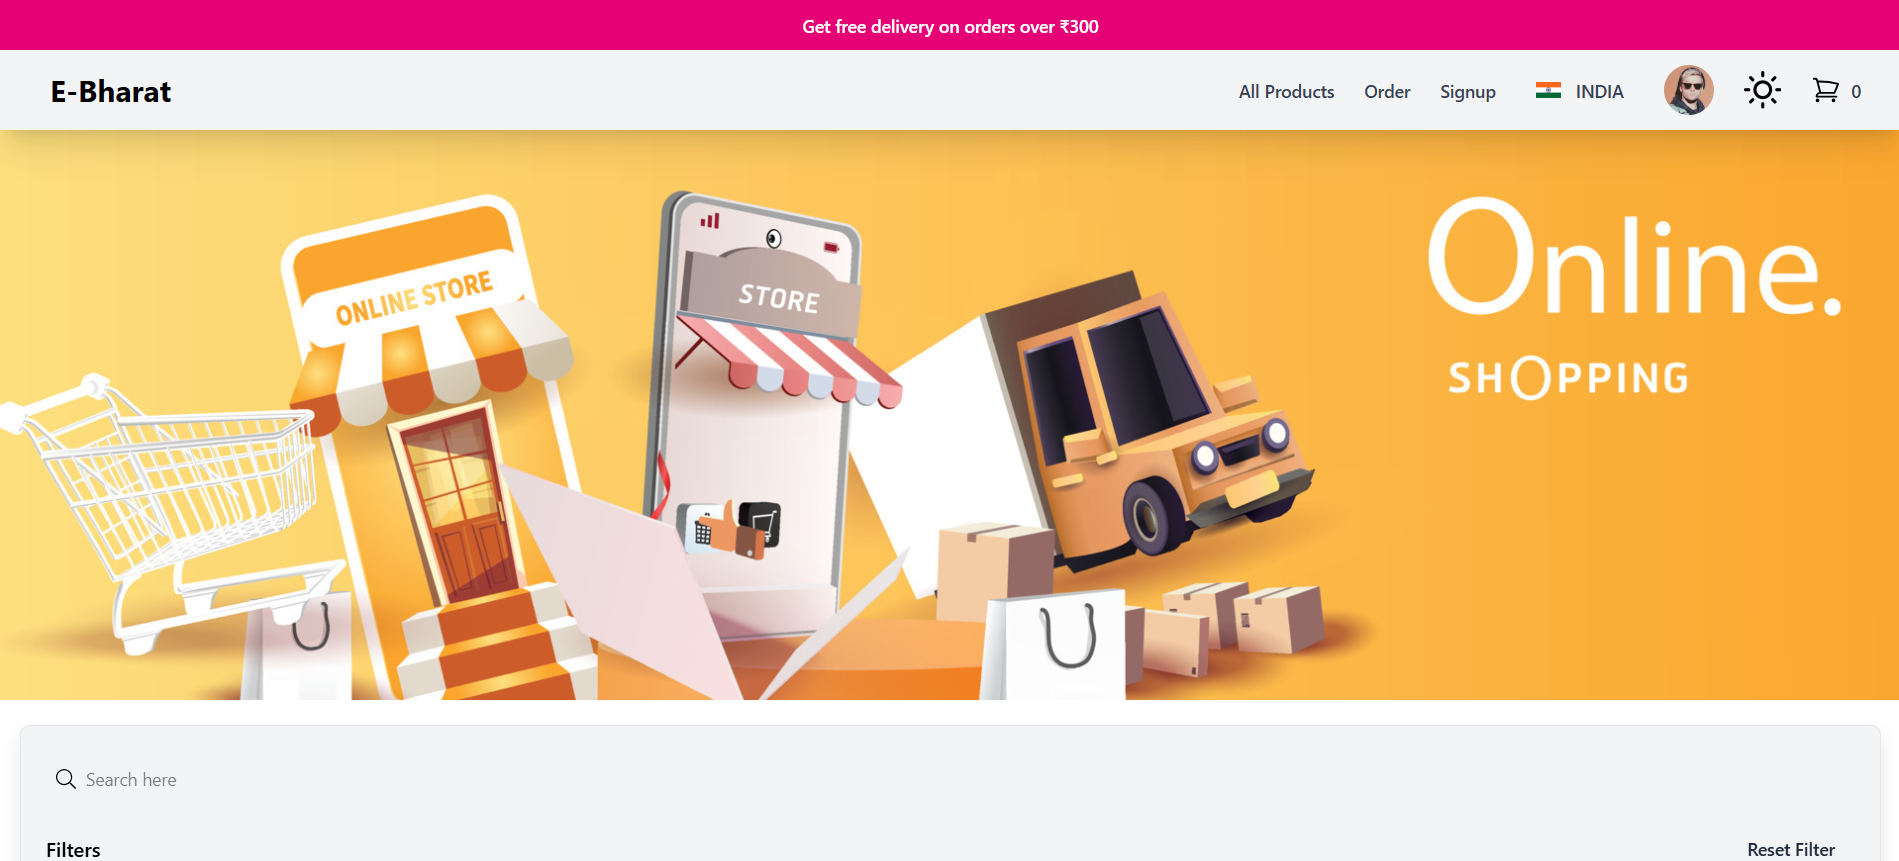 Get free delivery on orders over ₹300
E-Bharat
All Products
Order
Signup
INDIA
0
ONLINE STORE
STORE
Online.
SHOPPING
Search here
Filters
Reset Filter